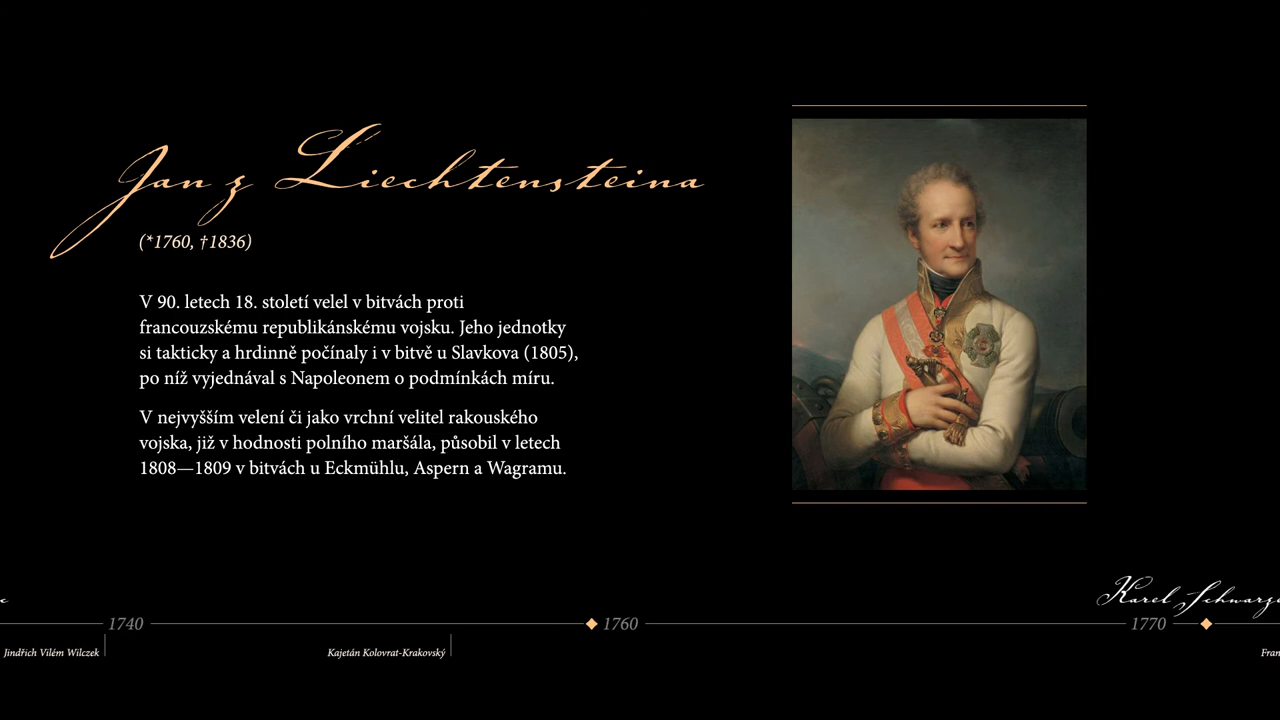 Jan z Liechtensteina
(*1760, †1836)
V 90. letech 18. století velel v bitvách proti
francouzskému republikánskému vojsku. Jeho jednotky
si takticky a hrdinně počínaly i v bitvě u Slavkova (1805),
po níž vyjednával s Napoleonem o podmínkách míru.
V nejvyšším velení či jako vrchní velitel rakouského
vojska, již v hodnosti polního maršála, působil v letech
1808—1809 v bitvách u Eckmühlu, Aspern a Wagramu.
Karel Schwarze
1740 1760 1770
Jindřich Vilém Wilczek Kajetán Kolovrat-Krakovský Fran